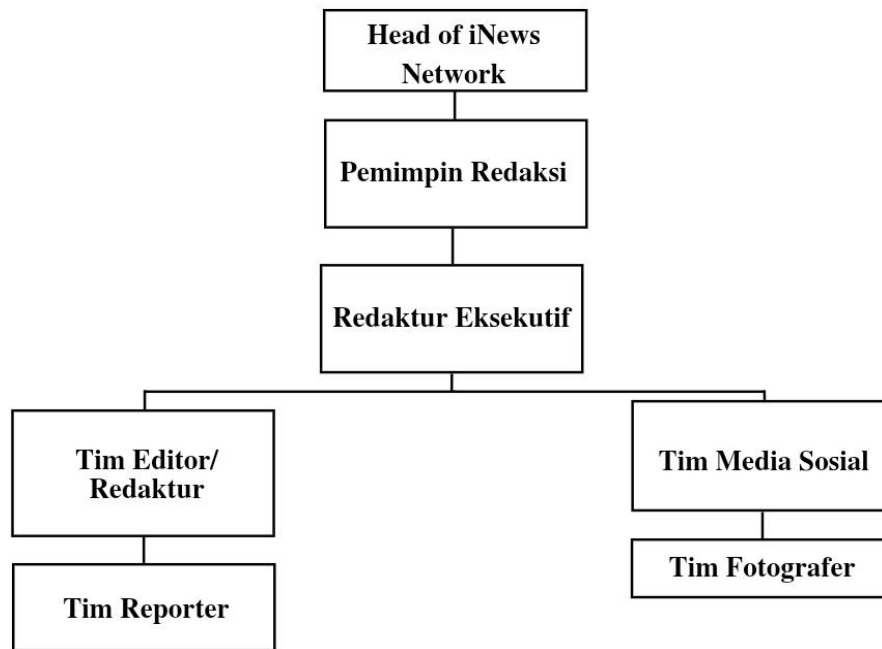 Head of iNews
Network
Pemimpin Redaksi
Redaktur Eksekutif
Tim Editor/
Redaktur
Tim Media Sosial
Tim Reporter
Tim Fotografer